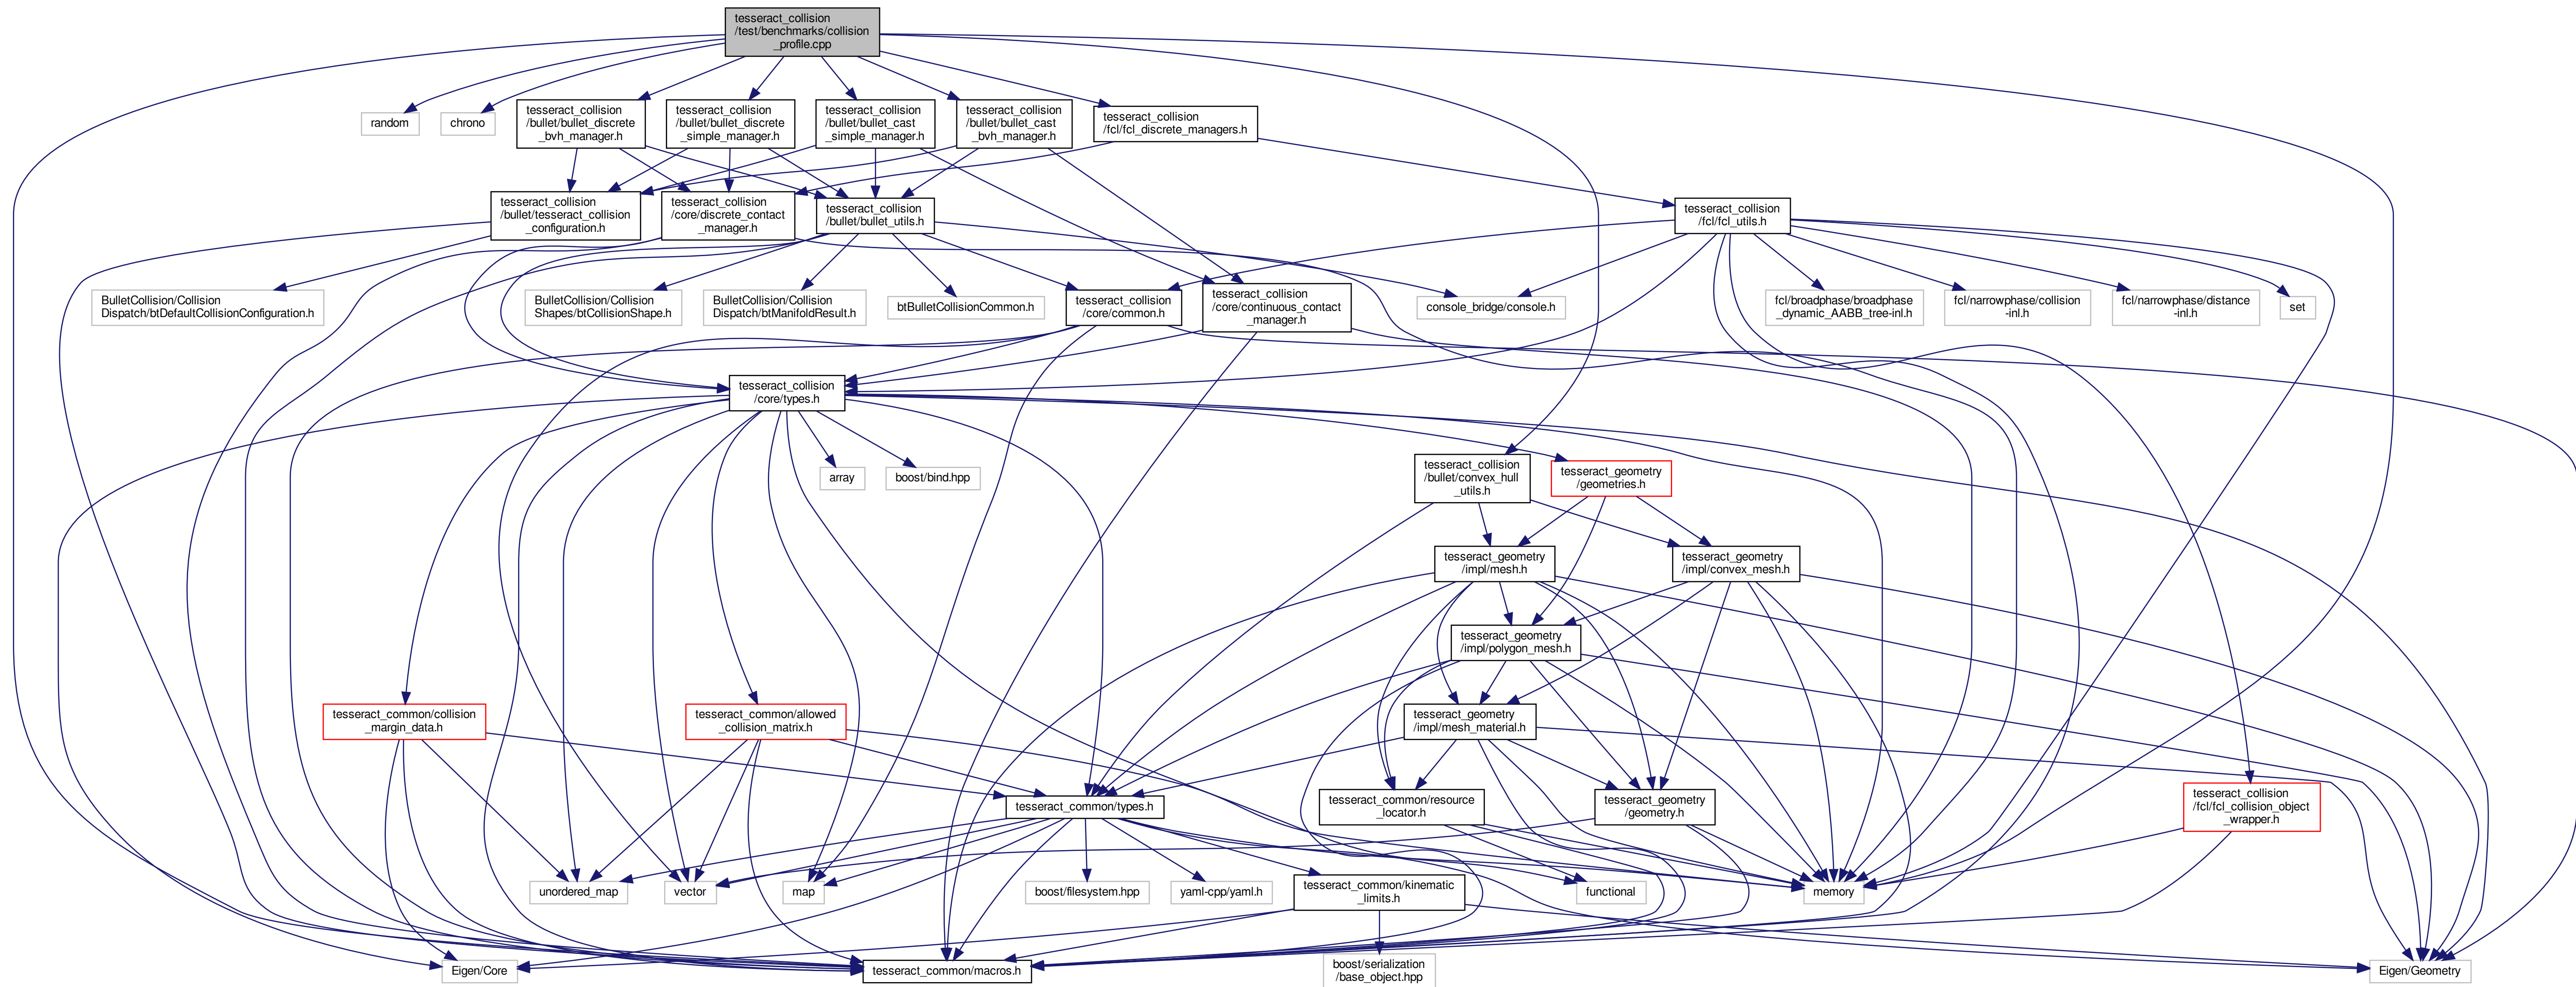 tesseract_collision
/test/benchmarks/collision
_profile.cpp
random
chrono
tesseract_collision
/bullet/bullet_discrete
_bvh_manager.h
tesseract_collision
/bullet/bullet_discrete
_simple_manager.h
tesseract_collision
/bullet/bullet_cast
_simple_manager.h
tesseract_collision
/bullet/bullet_cast
_bvh_manager.h
tesseract_collision
/fcl/fcl_discrete_managers.h
tesseract_collision
/bullet/tesseract_collision
_configuration.h
tesseract_collision
/core/discrete_contact
_manager.h
tesseract_collision
/bullet/bullet_utils.h
tesseract_collision
/fcl/fcl_utils.h
BulletCollision/Collision
Dispatch/btDefaultCollisionConfiguration.h
BulletCollision/Collision
Shapes/btCollisionShape.h
BulletCollision/Collision
Dispatch/btManifoldResult.h
btBulletCollisionCommon.h
tesseract_collision
/core/common.h
tesseract_collision
/core/continuous_contact
_manager.h
console_bridge/console.h
fcl/broadphase/broadphase
_dynamic_AABB_tree-inl.h
fcl/narrowphase/collision
-inl.h
fcl/narrowphase/distance
-inl.h
set
tesseract_collision
/core/types.h
array
boost/bind.hpp
tesseract_collision
/bullet/convex_hull
_utils.h
tesseract_geometry
/geometries.h
tesseract_geometry
/impl/mesh.h
tesseract_geometry
/impl/convex_mesh.h
tesseract_geometry
/impl/polygon_mesh.h
tesseract_common/collision
_margin_data.h
tesseract_common/allowed
_collision_matrix.h
tesseract_geometry
/impl/mesh_material.h
tesseract_common/types.h
tesseract_common/resource
_locator.h
tesseract_geometry
/geometry.h
tesseract_collision
/fcl/fcl_collision_object
_wrapper.h
unordered_map
vector
map
boost/filesystem.hpp
yaml-cpp/yaml.h
tesseract_common/kinematic
_limits.h
functional
memory
Eigen/Core
tesseract_common/macros.h
boost/serialization
/base_object.hpp
Eigen/Geometry